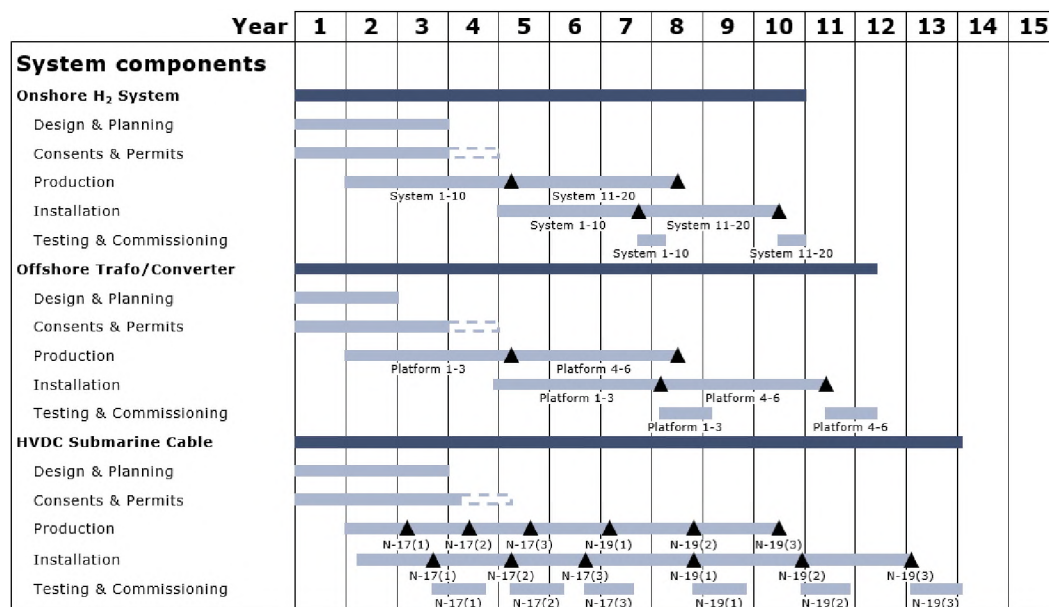 Year 1 2 3 4 5 6 7 8 9 10 11 12 13 14 15
System components
Onshore H₂ System
Design & Planning
Consents & Permits
Production
System 1-10 System 11-20
Installation
System 1-10 System 11-20
Testing & Commissioning
System 1-10 System 11-20
Offshore Trafo/Converter
Design & Planning
Consents & Permits
Production
Platform 1-3 Platform 4-6
Installation
Platform 1-3 Platform 4-6
Testing & Commissioning
Platform 1-3 Platform 4-6
HVDC Submarine Cable
Design & Planning
Consents & Permits
Production
N-17(1) N-17(2) N-17(3) N-19(1) N-19(2) N-19(3)
Installation
N-17(1) N-17(2) N-17(3) N-19(1) N-19(2) N-19(3)
Testing & Commissioning
N-17(1) N-17(2) N-17(3) N-19(1) N-19(2) N-19(3)